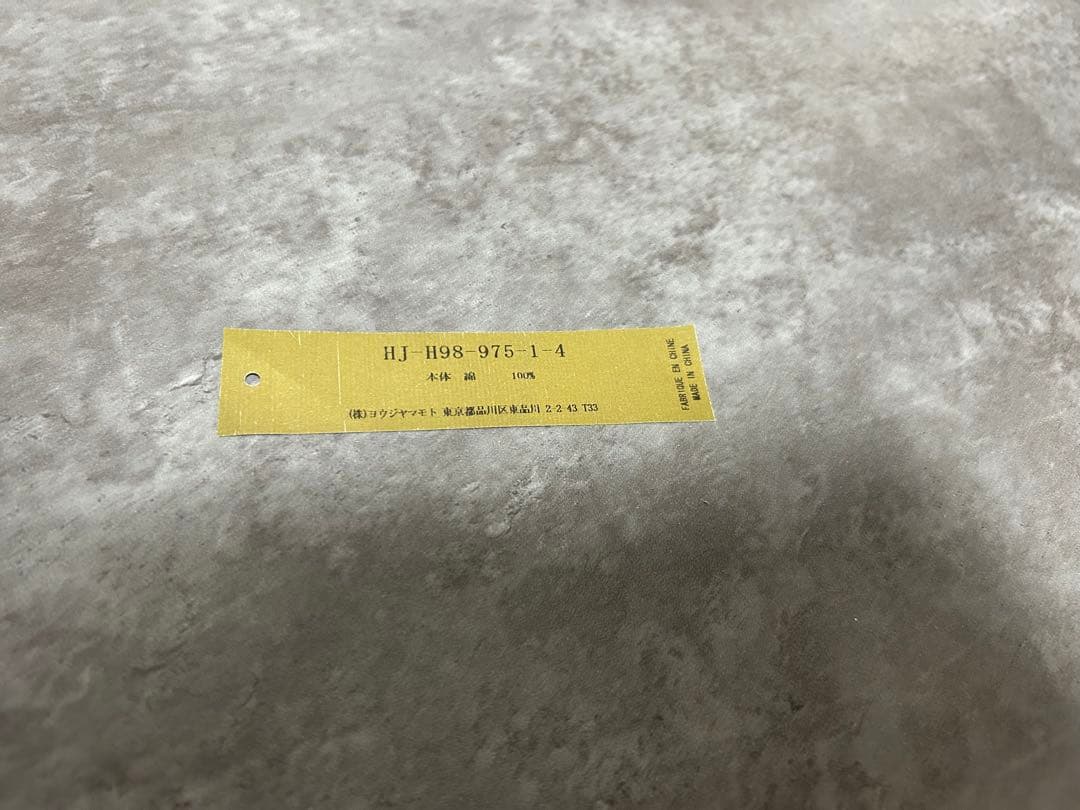 HJ-H98-975-1-4
本体 綿 100%
(株)ヨウジヤマモト 東京都品川区東品川 2-2-43 T33
FABRIQUE EN CHINE
MADE IN CHINA